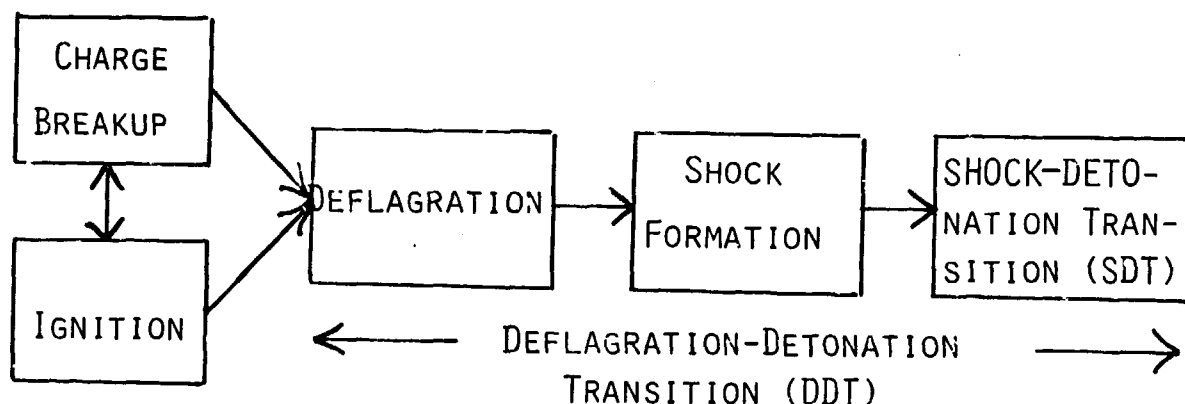 CHARGE
BREAKUP
IGNITION
DEFLAGRATION
SHOCK
FORMATION
SHOCK-DETO-
NATION TRAN-
SITION (SDT)
DEFLAGRATION-DETONATION
TRANSITION (DDT)